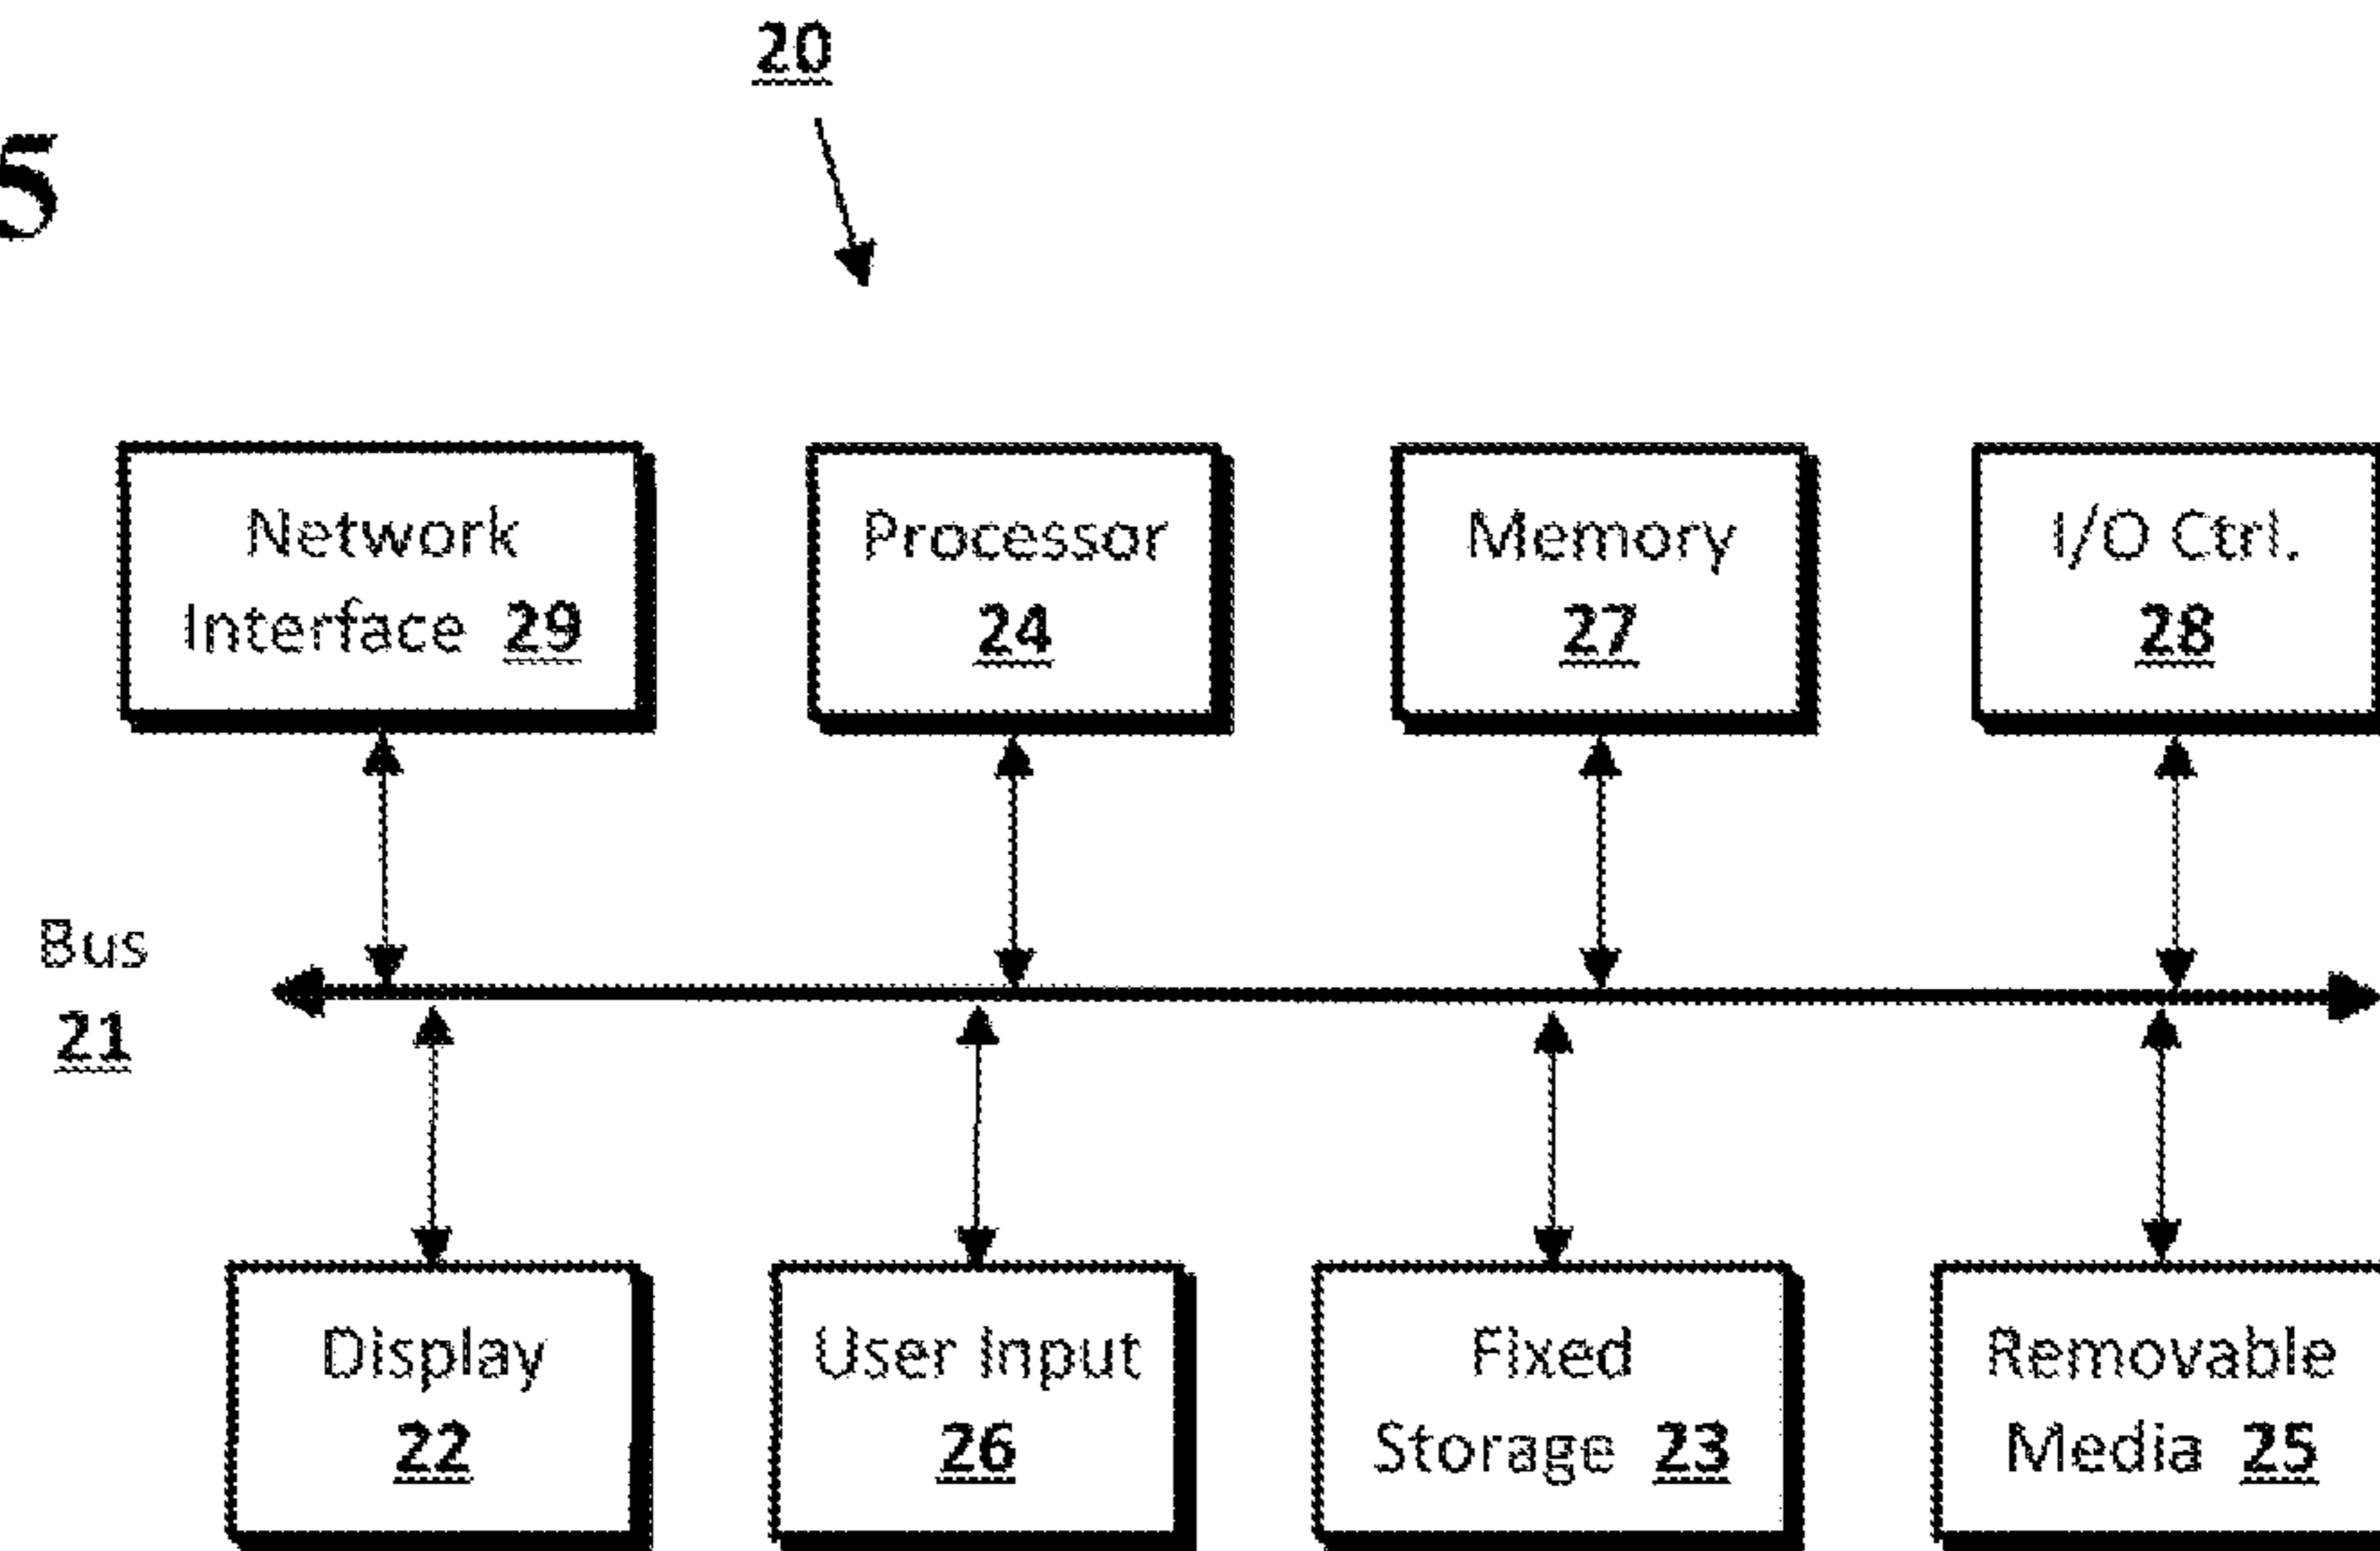 20
5
Network
Interface 29
Processor
24
Memory
27
I/O Ctrl.
28
Bus
21
Display
22
User Input
26
Fixed
Storage 23
Removable
Media 25